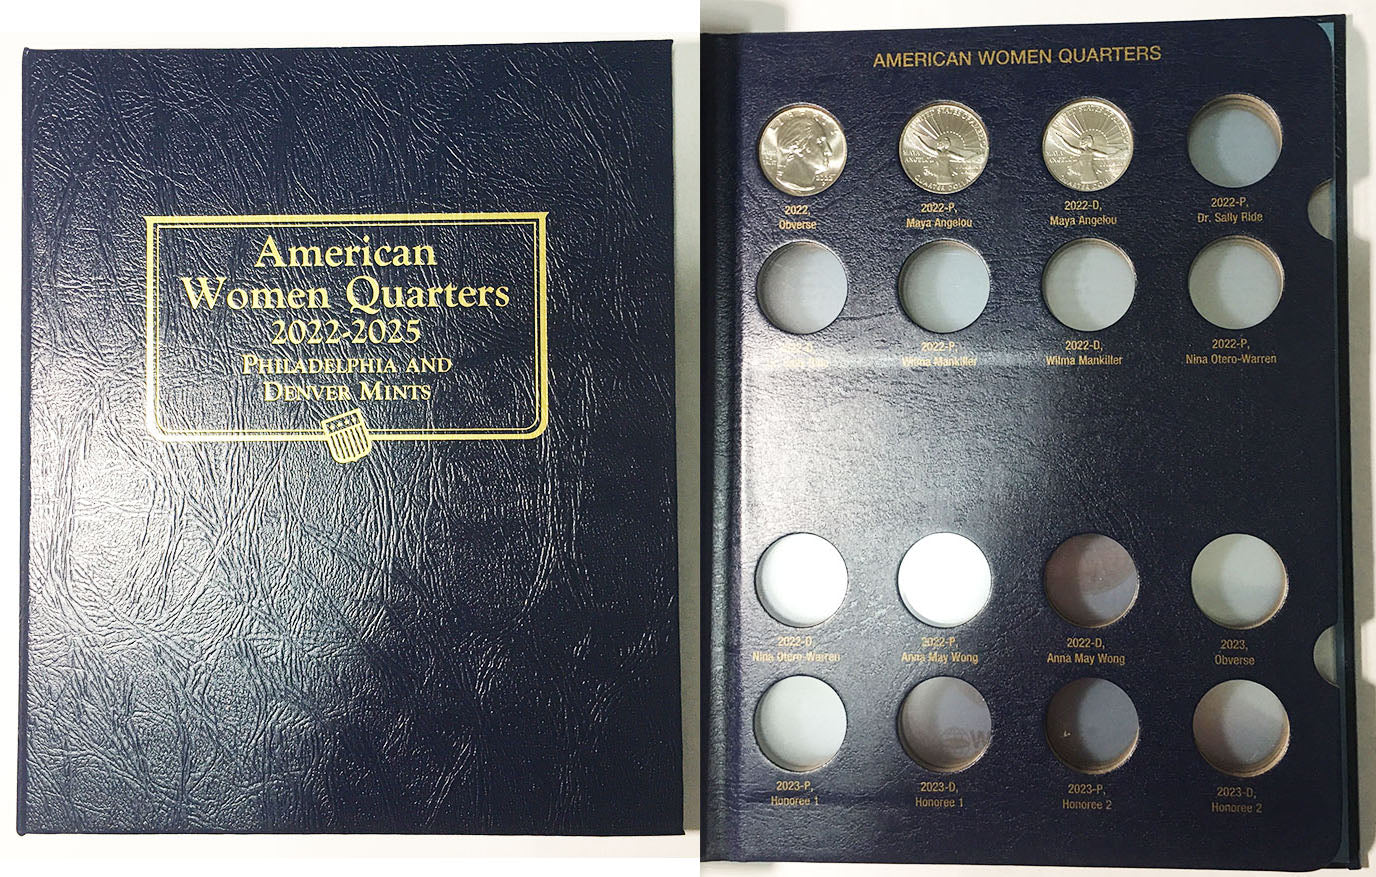 American
Women Quarters
2022-2025
PHILADELPHIA AND
DENVER MINTS
AMERICAN WOMEN QUARTERS
2022,
Obverse
2022-P,
Maya Angelou
2022-D,
Maya Angelou
2022-P,
Dr. Sally Ride
2022-P,
Wilma Mankiller
2022-D,
Wilma Mankiller
2022-P,
Nina Otero-Warren
2022-D,
Nina Otero-Warren
2022-P,
Anna May Wong
2022-D,
Anna May Wong
2023,
Obverse
2023-P,
Honoree 1
2023-D,
Honoree 1
2023-P,
Honoree 2
2023-D,
Honoree 2